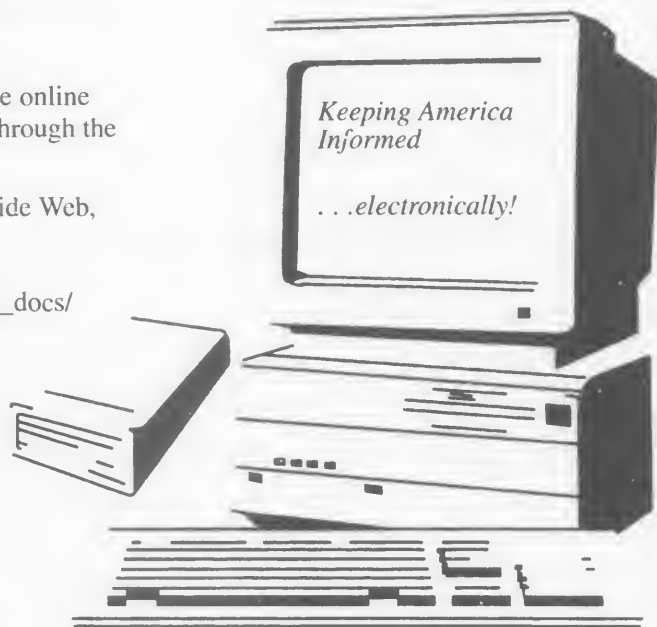 e online
hrough the
ide Web,
_docs/
Keeping America
Informed
. . .electronically!